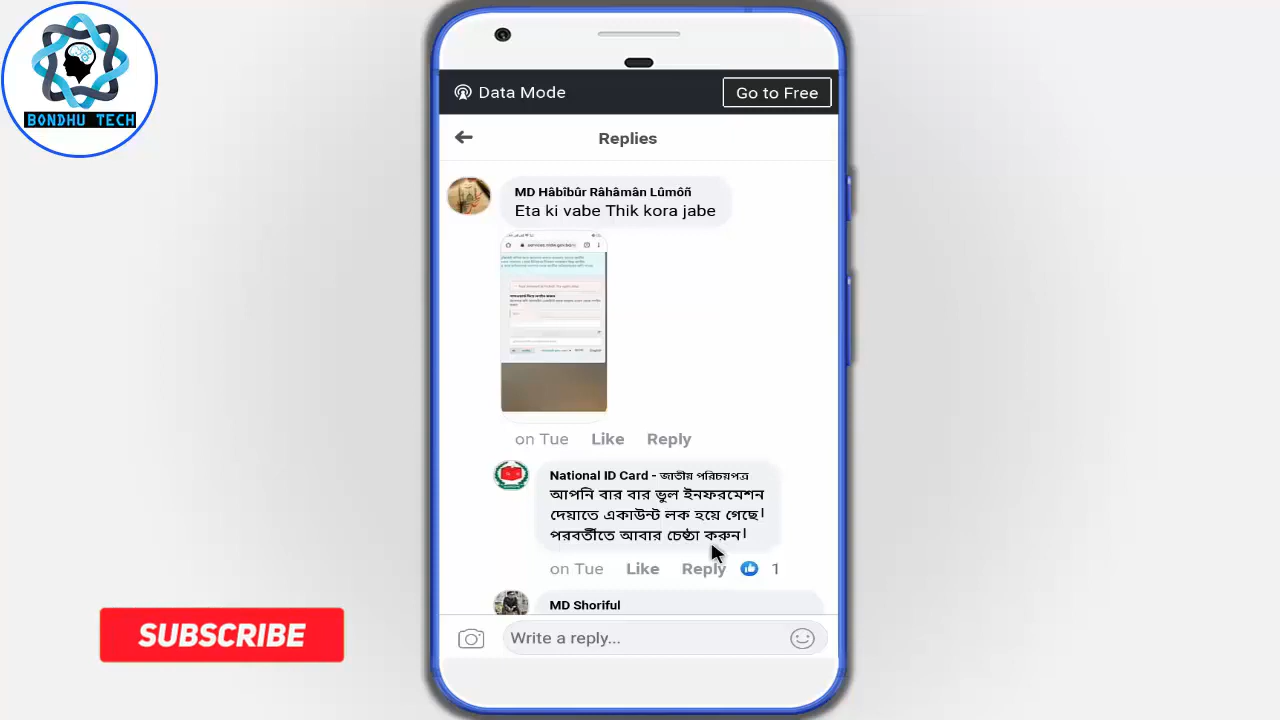 BONDHU TECH
Data Mode
Go to Free
Replies
MD Hâbîbûr Râhâmân Lûmôñ
Eta ki vabe Thik kora jabe
on Tue Like Reply
National ID Card - জাতীয় পরিচয়পত্র
আপনি বার বার ভুল ইনফরমেশন
দেয়াতে একাউন্ট লক হয়ে গেছে।
পরবর্তীতে আবার চেষ্ঠা করুন।
on Tue Like Reply 1
MD Shoriful
Write a reply...
SUBSCRIBE